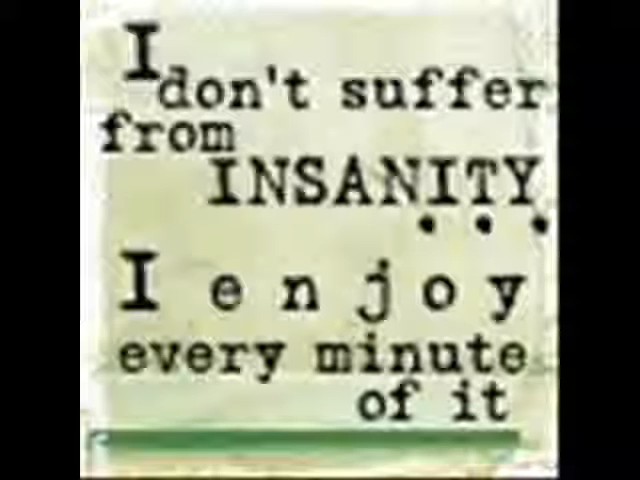 I don't suffer
from
INSANITY
...
I enjoy
every minute
of it